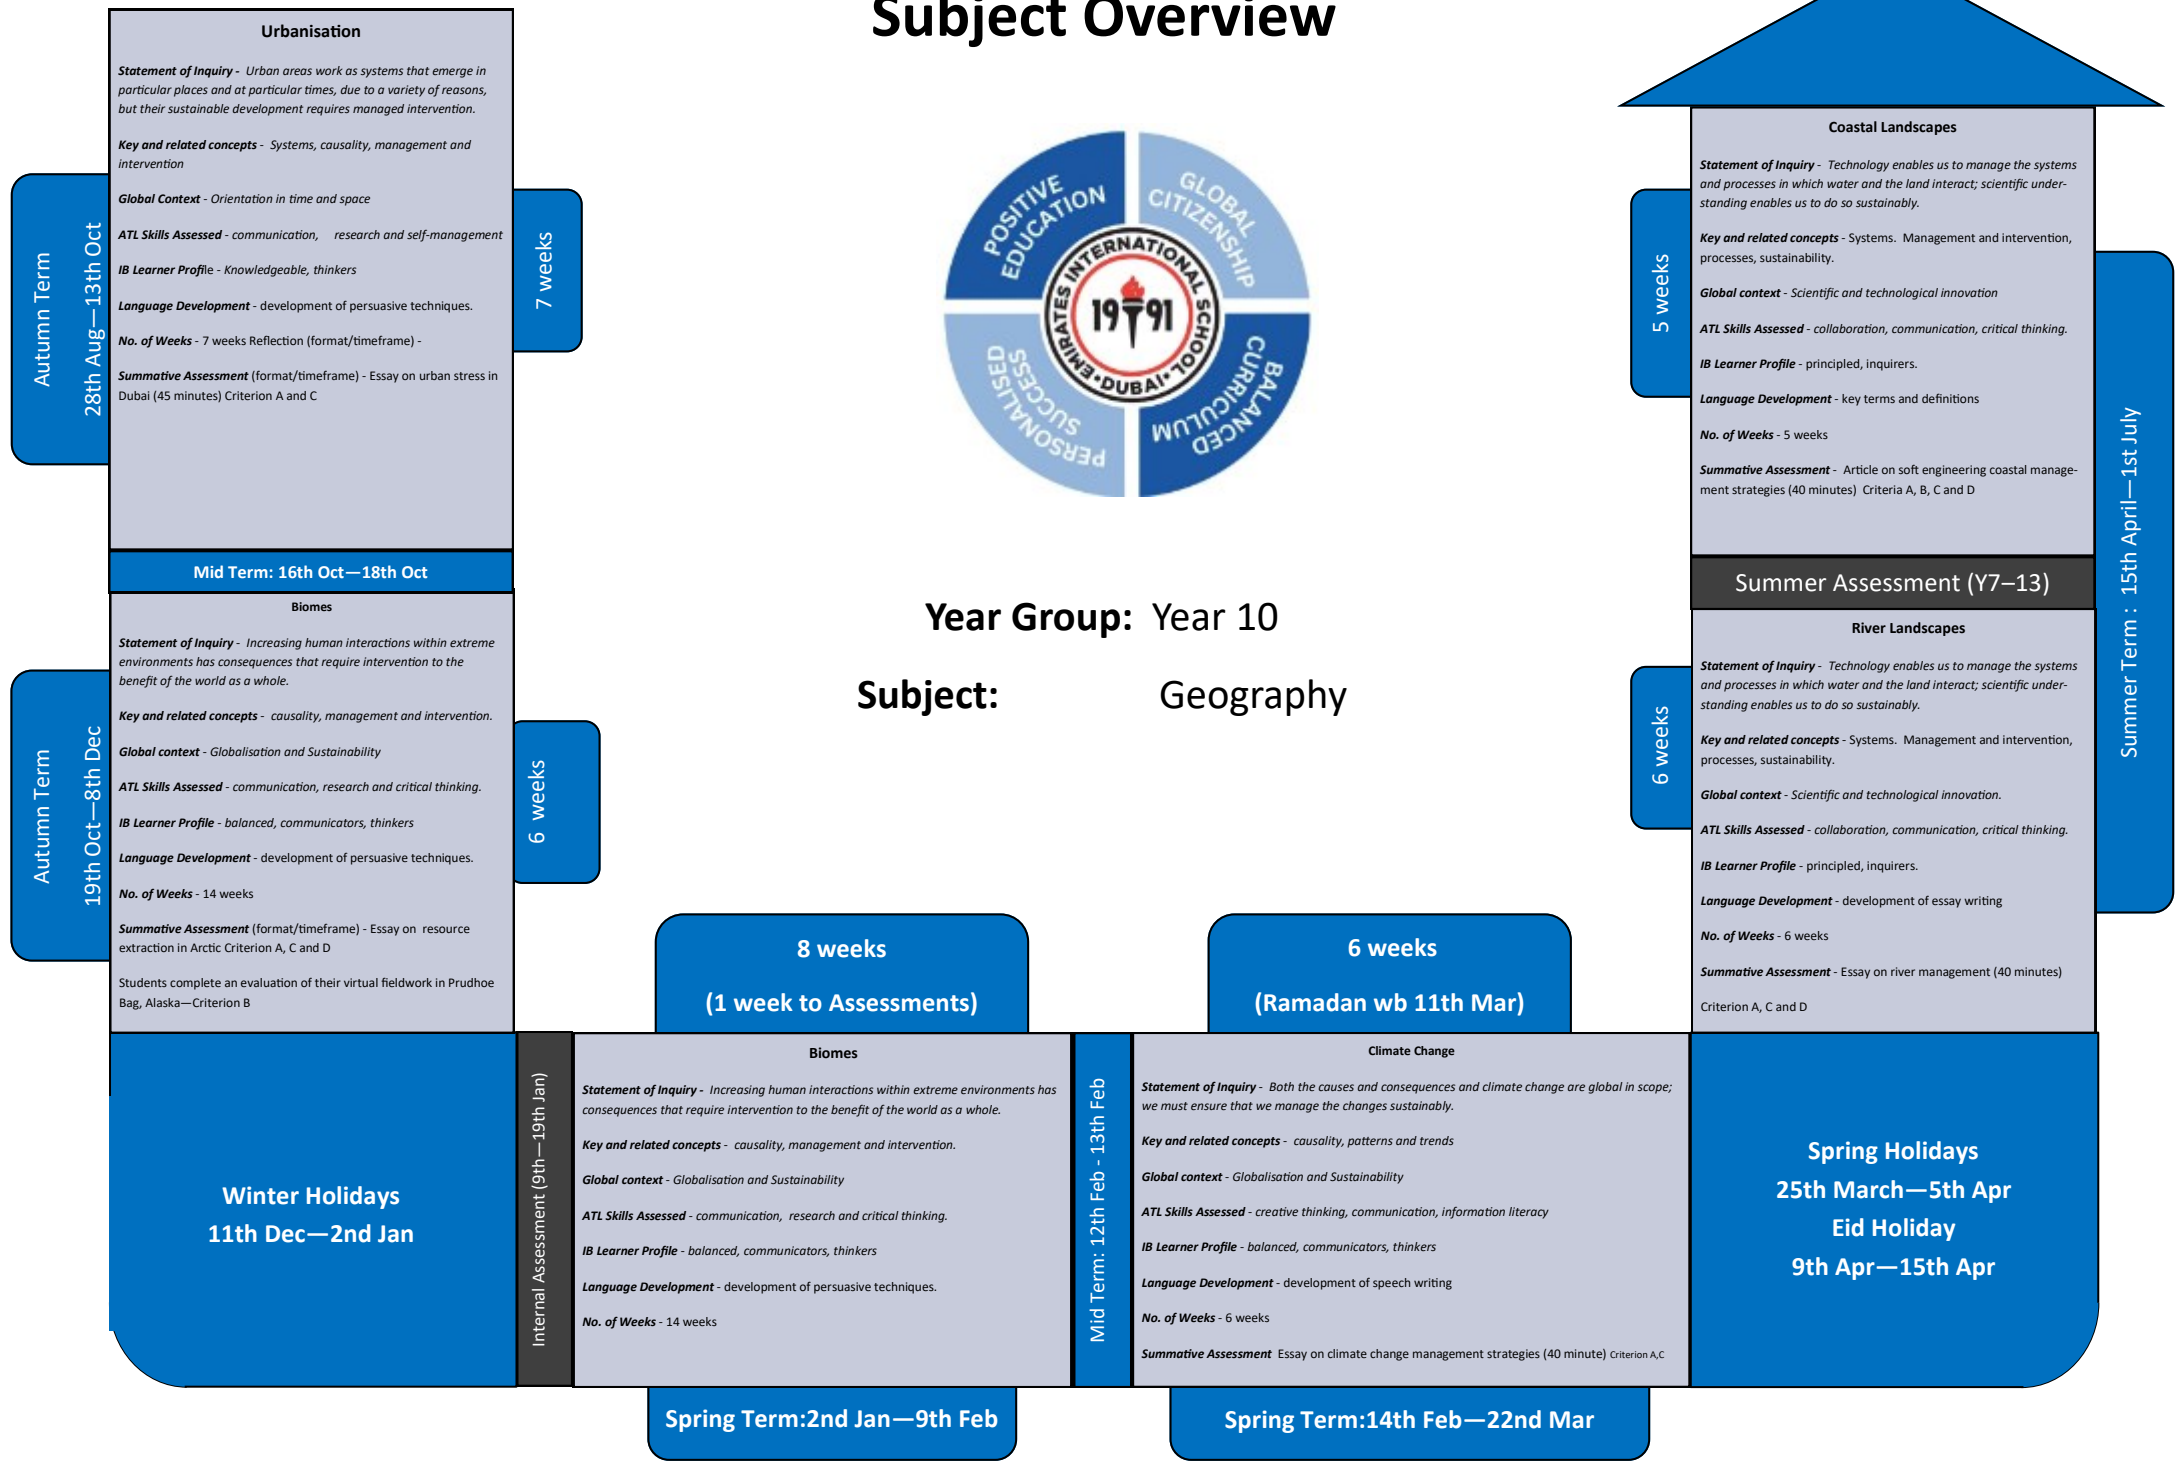 Subject Overview
Urbanisation
Statement of Inquiry - Urban areas work as systems that emerge in
particular places and at particular times, due to a variety of reasons,
but their sustainable development requires managed intervention.
Key and related concepts - Systems, causality, management and
intervention
Global Context - Orientation in time and space
ATL Skills Assessed - communication, research and self-management
IB Learner Profile - Knowledgeable, thinkers
Language Development - development of persuasive techniques.
No. of Weeks - 7 weeks Reflection (format/timeframe) -
Summative Assessment (format/timeframe) - Essay on urban stress in
Dubai (45 minutes) Criterion A and C
Autumn Term
28th Aug—13th Oct
7 weeks
Mid Term: 16th Oct—18th Oct
Biomes
Statement of Inquiry - Increasing human interactions within extreme
environments has consequences that require intervention to the
benefit of the world as a whole.
Key and related concepts - causality, management and intervention.
Global context - Globalisation and Sustainability
ATL Skills Assessed - communication, research and critical thinking.
IB Learner Profile - balanced, communicators, thinkers
Language Development - development of persuasive techniques.
No. of Weeks - 14 weeks
Summative Assessment (format/timeframe) - Essay on resource
extraction in Arctic Criterion A, C and D
Students complete an evaluation of their virtual fieldwork in Prudhoe
Bag, Alaska—Criterion B
Autumn Term
19th Oct—8th Dec
6 weeks
Winter Holidays
11th Dec—2nd Jan
Internal Assessment (9th—19th Jan)
8 weeks
(1 week to Assessments)
Biomes
Statement of Inquiry - Increasing human interactions within extreme environments has
consequences that require intervention to the benefit of the world as a whole.
Key and related concepts - causality, management and intervention.
Global context - Globalisation and Sustainability
ATL Skills Assessed - communication, research and critical thinking.
IB Learner Profile - balanced, communicators, thinkers
Language Development - development of persuasive techniques.
No. of Weeks - 14 weeks
Spring Term:2nd Jan—9th Feb
Mid Term: 12th Feb - 13th Feb
6 weeks
(Ramadan wb 11th Mar)
Climate Change
Statement of Inquiry - Both the causes and consequences and climate change are global in scope;
we must ensure that we manage the changes sustainably.
Key and related concepts - causality, patterns and trends
Global context - Globalisation and Sustainability
ATL Skills Assessed - creative thinking, communication, information literacy
IB Learner Profile - balanced, communicators, thinkers
Language Development - development of speech writing
No. of Weeks - 6 weeks
Summative Assessment Essay on climate change management strategies (40 minute) Criterion A,C
Spring Term:14th Feb—22nd Mar
Spring Holidays
25th March—5th Apr
Eid Holiday
9th Apr—15th Apr
River Landscapes
Statement of Inquiry - Technology enables us to manage the systems
and processes in which water and the land interact; scientific under-
standing enables us to do so sustainably.
Key and related concepts - Systems. Management and intervention,
processes, sustainability.
Global context - Scientific and technological innovation.
ATL Skills Assessed - collaboration, communication, critical thinking.
IB Learner Profile - principled, inquirers.
Language Development - development of essay writing
No. of Weeks - 6 weeks
Summative Assessment - Essay on river management (40 minutes)
Criterion A, C and D
6 weeks
Summer Assessment (Y7–13)
Coastal Landscapes
Statement of Inquiry - Technology enables us to manage the systems
and processes in which water and the land interact; scientific under-
standing enables us to do so sustainably.
Key and related concepts - Systems. Management and intervention,
processes, sustainability.
Global context - Scientific and technological innovation
ATL Skills Assessed - collaboration, communication, critical thinking.
IB Learner Profile - principled, inquirers.
Language Development - key terms and definitions
No. of Weeks - 5 weeks
Summative Assessment - Article on soft engineering coastal manage-
ment strategies (40 minutes) Criteria A, B, C and D
5 weeks
Summer Term : 15th April—1st July
POSITIVE
EDUCATION
GLOBAL
CITIZENSHIP
BALANCED
CURRICULUM
PERSONALISED
SUCCESS
EMIRATES INTERNATIONAL SCHOOL
•DUBAI•
1991
Year Group: Year 10
Subject: Geography